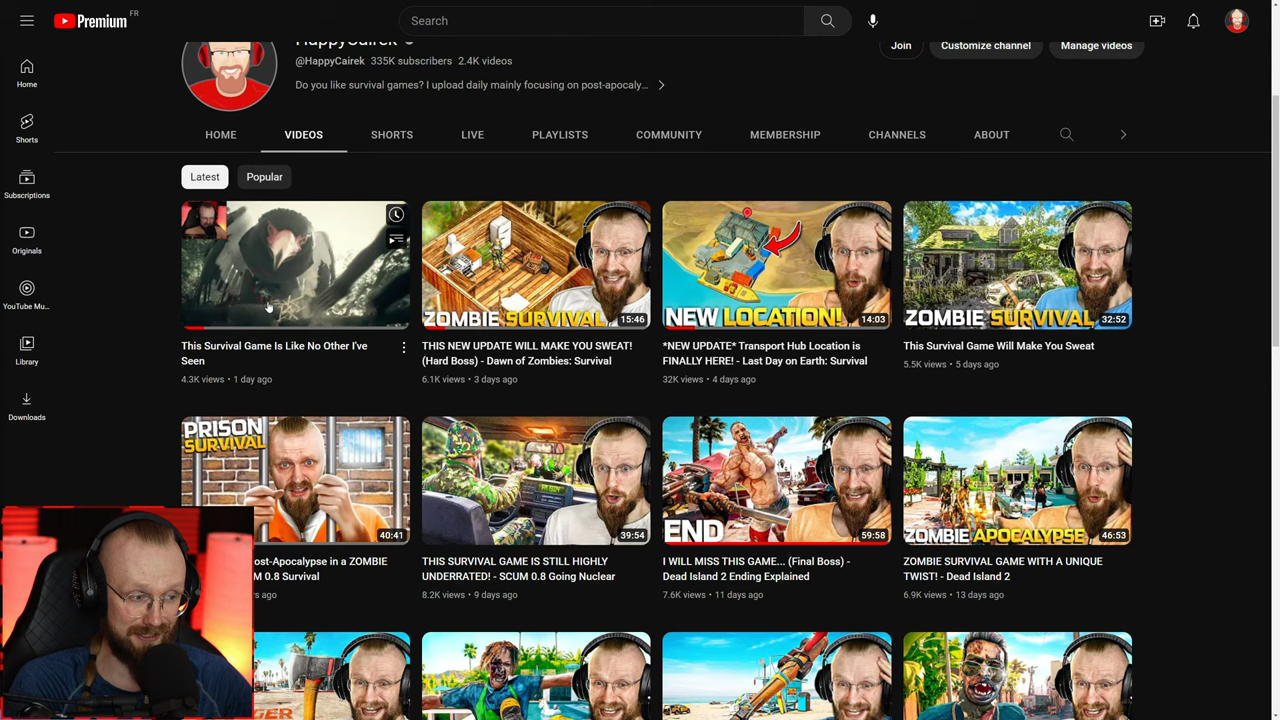 Premium FR
Search
HappyCairek
@HappyCairek 335K subscribers 2.4K videos
Do you like survival games? I upload daily mainly focusing on post-apocaly...
Join
Customize channel
Manage videos
Home
Shorts
Subscriptions
Originals
YouTube Mu...
Library
Downloads
HOME
VIDEOS
SHORTS
LIVE
PLAYLISTS
COMMUNITY
MEMBERSHIP
CHANNELS
ABOUT
Latest
Popular
This Survival Game Is Like No Other I've
Seen
4.3K views • 1 day ago
ZOMBIE SURVIVAL
15:46
THIS NEW UPDATE WILL MAKE YOU SWEAT!
(Hard Boss) - Dawn of Zombies: Survival
6.1K views • 3 days ago
NEW LOCATION!
14:03
*NEW UPDATE* Transport Hub Location is
FINALLY HERE! - Last Day on Earth: Survival
32K views • 4 days ago
ZOMBIE SURVIVAL
32:52
This Survival Game Will Make You Sweat
5.5K views • 5 days ago
PRISON
SURVIVAL
40:41
ost-Apocalypse in a ZOMBIE
M 0.8 Survival
ays ago
39:54
THIS SURVIVAL GAME IS STILL HIGHLY
UNDERRATED! - SCUM 0.8 Going Nuclear
8.2K views • 9 days ago
END
59:58
I WILL MISS THIS GAME... (Final Boss) -
Dead Island 2 Ending Explained
7.6K views • 11 days ago
ZOMBIE APOCALYPSE
46:53
ZOMBIE SURVIVAL GAME WITH A UNIQUE
TWIST! - Dead Island 2
6.9K views • 13 days ago